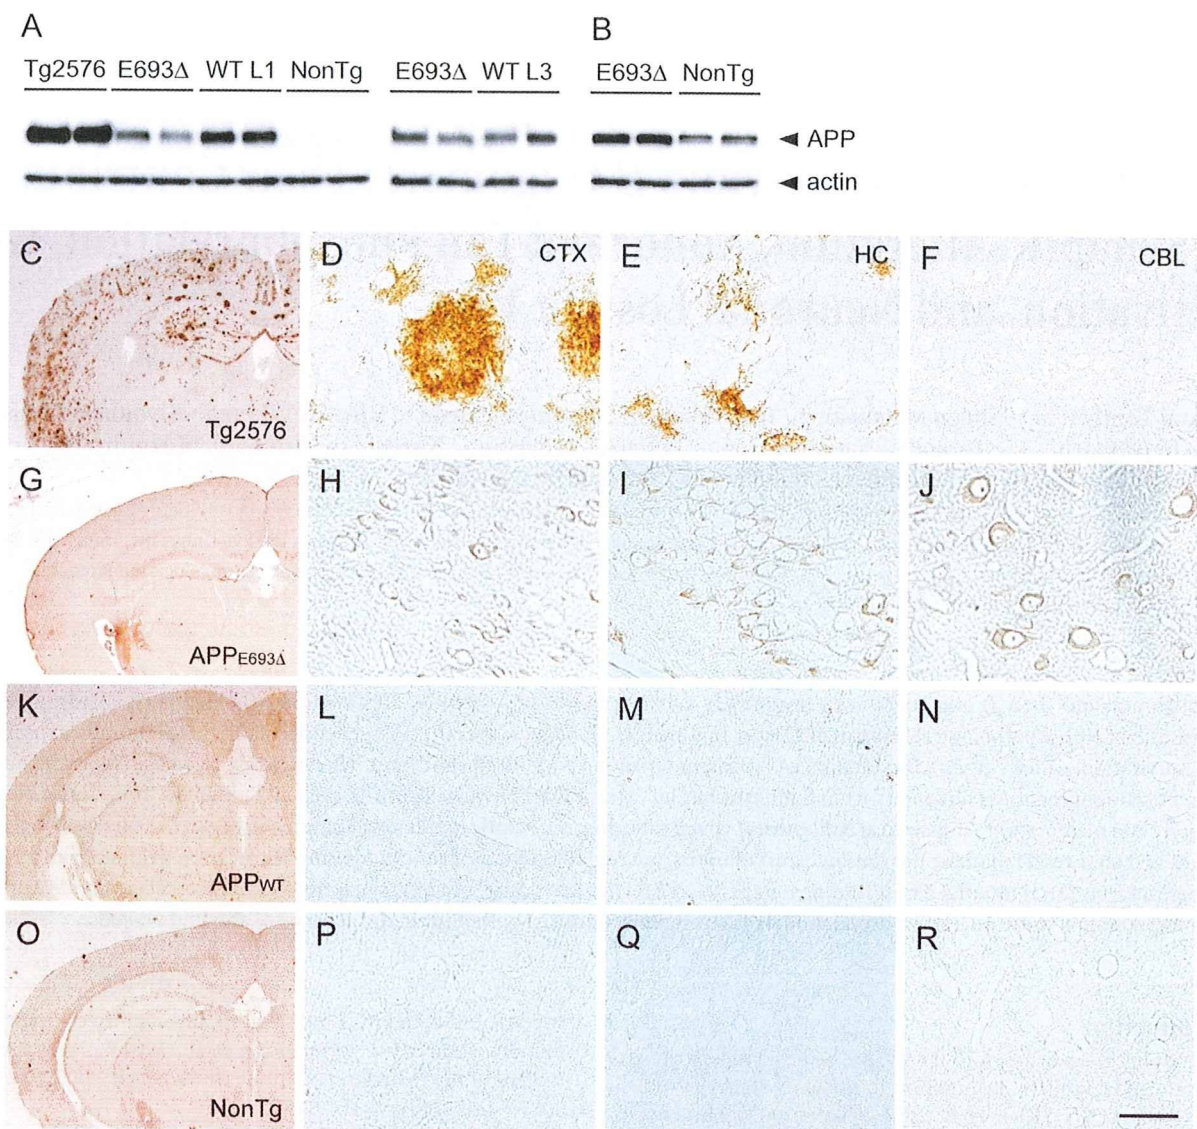 A B
Tg2576 E693Δ WT L1 NonTg E693Δ WT L3 E693Δ NonTg
◄ APP
◄ actin
C D CTX E HC F CBL
Tg2576
G H I J
APPE693Δ
K L M N
APPWT
O P Q R
NonTg